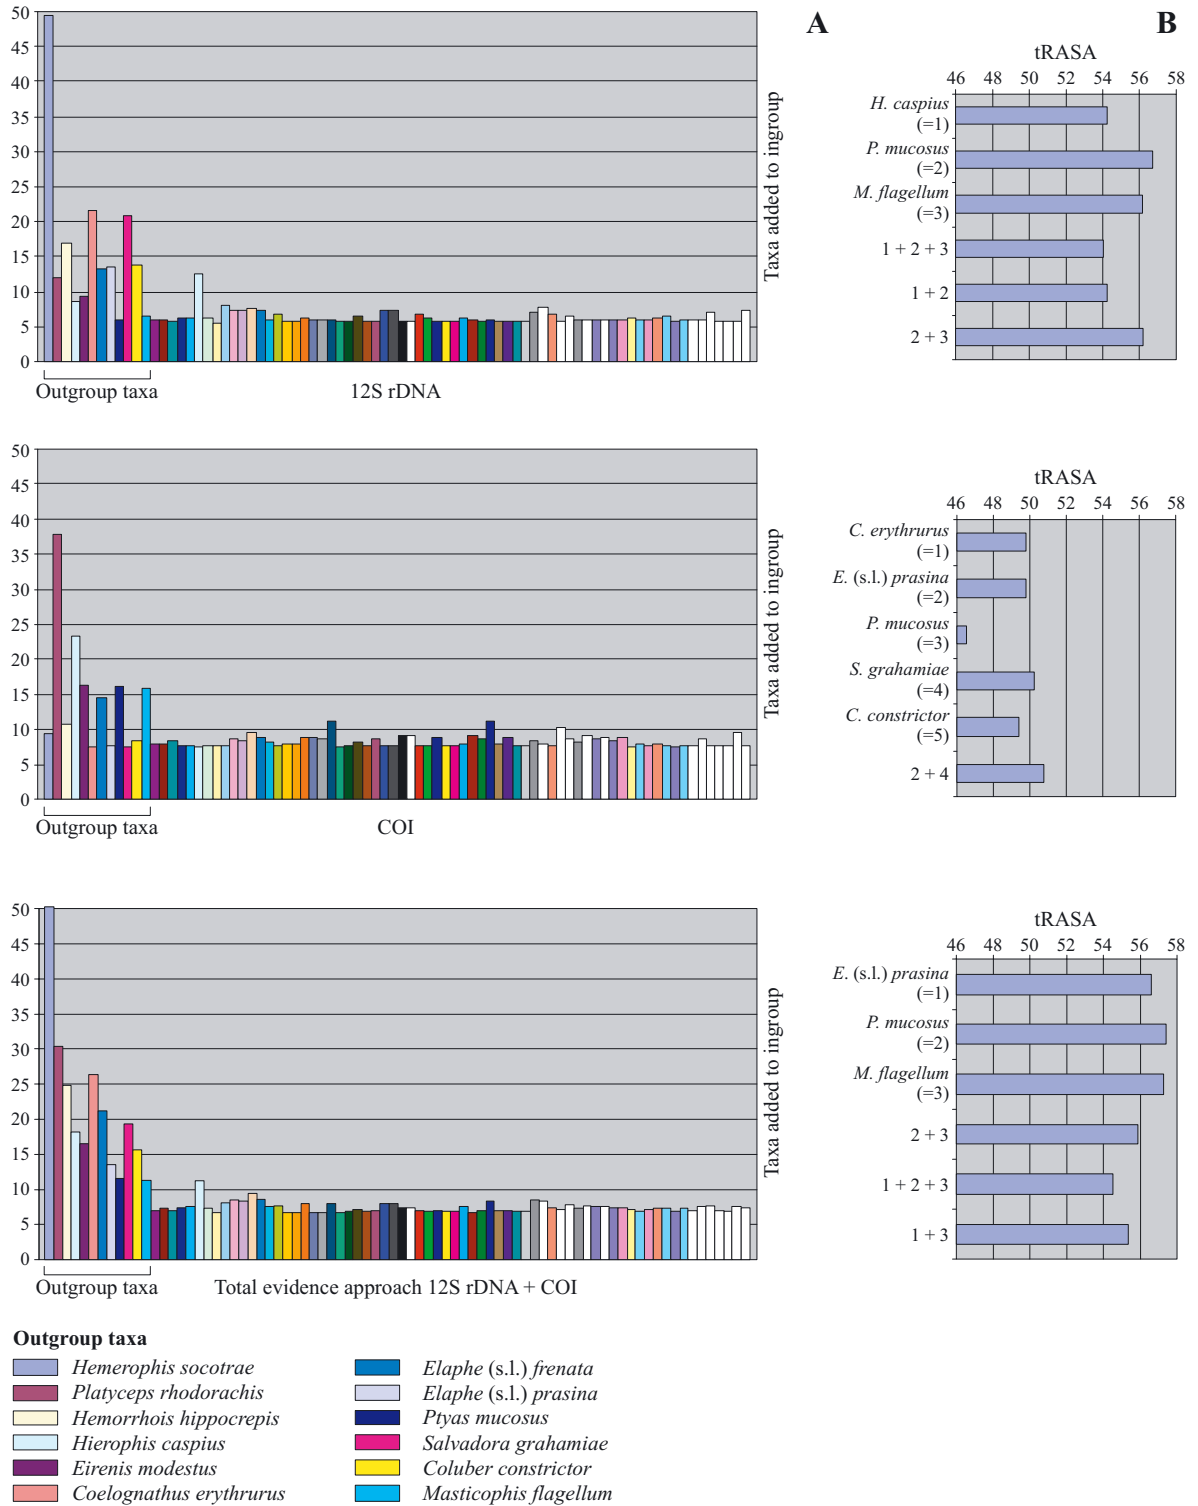 A
B
50
45
40
35
30
25
20
15
10
5
0
Outgroup taxa
12S rDNA
Taxa added to ingroup
tRASA
46 48 50 52 54 56 58
H. caspius
(=1)
P. mucosus
(=2)
M. flagellum
(=3)
1 + 2 + 3
1 + 2
2 + 3
50
45
40
35
30
25
20
15
10
5
0
Outgroup taxa
COI
Taxa added to ingroup
tRASA
46 48 50 52 54 56 58
C. erythrurus
(=1)
E. (s.l.) prasina
(=2)
P. mucosus
(=3)
S. grahamiae
(=4)
C. constrictor
(=5)
2 + 4
50
45
40
35
30
25
20
15
10
5
0
Outgroup taxa
Total evidence approach 12S rDNA + COI
Taxa added to ingroup
tRASA
46 48 50 52 54 56 58
E. (s.l.) prasina
(=1)
P. mucosus
(=2)
M. flagellum
(=3)
2 + 3
1 + 2 + 3
1 + 3
Outgroup taxa
Hemerophis socotrae
Platyceps rhodorachis
Hemorrhois hippocrepis
Hierophis caspius
Eirenis modestus
Coelognathus erythrurus
Elaphe (s.l.) frenata
Elaphe (s.l.) prasina
Ptyas mucosus
Salvadora grahamiae
Coluber constrictor
Masticophis flagellum